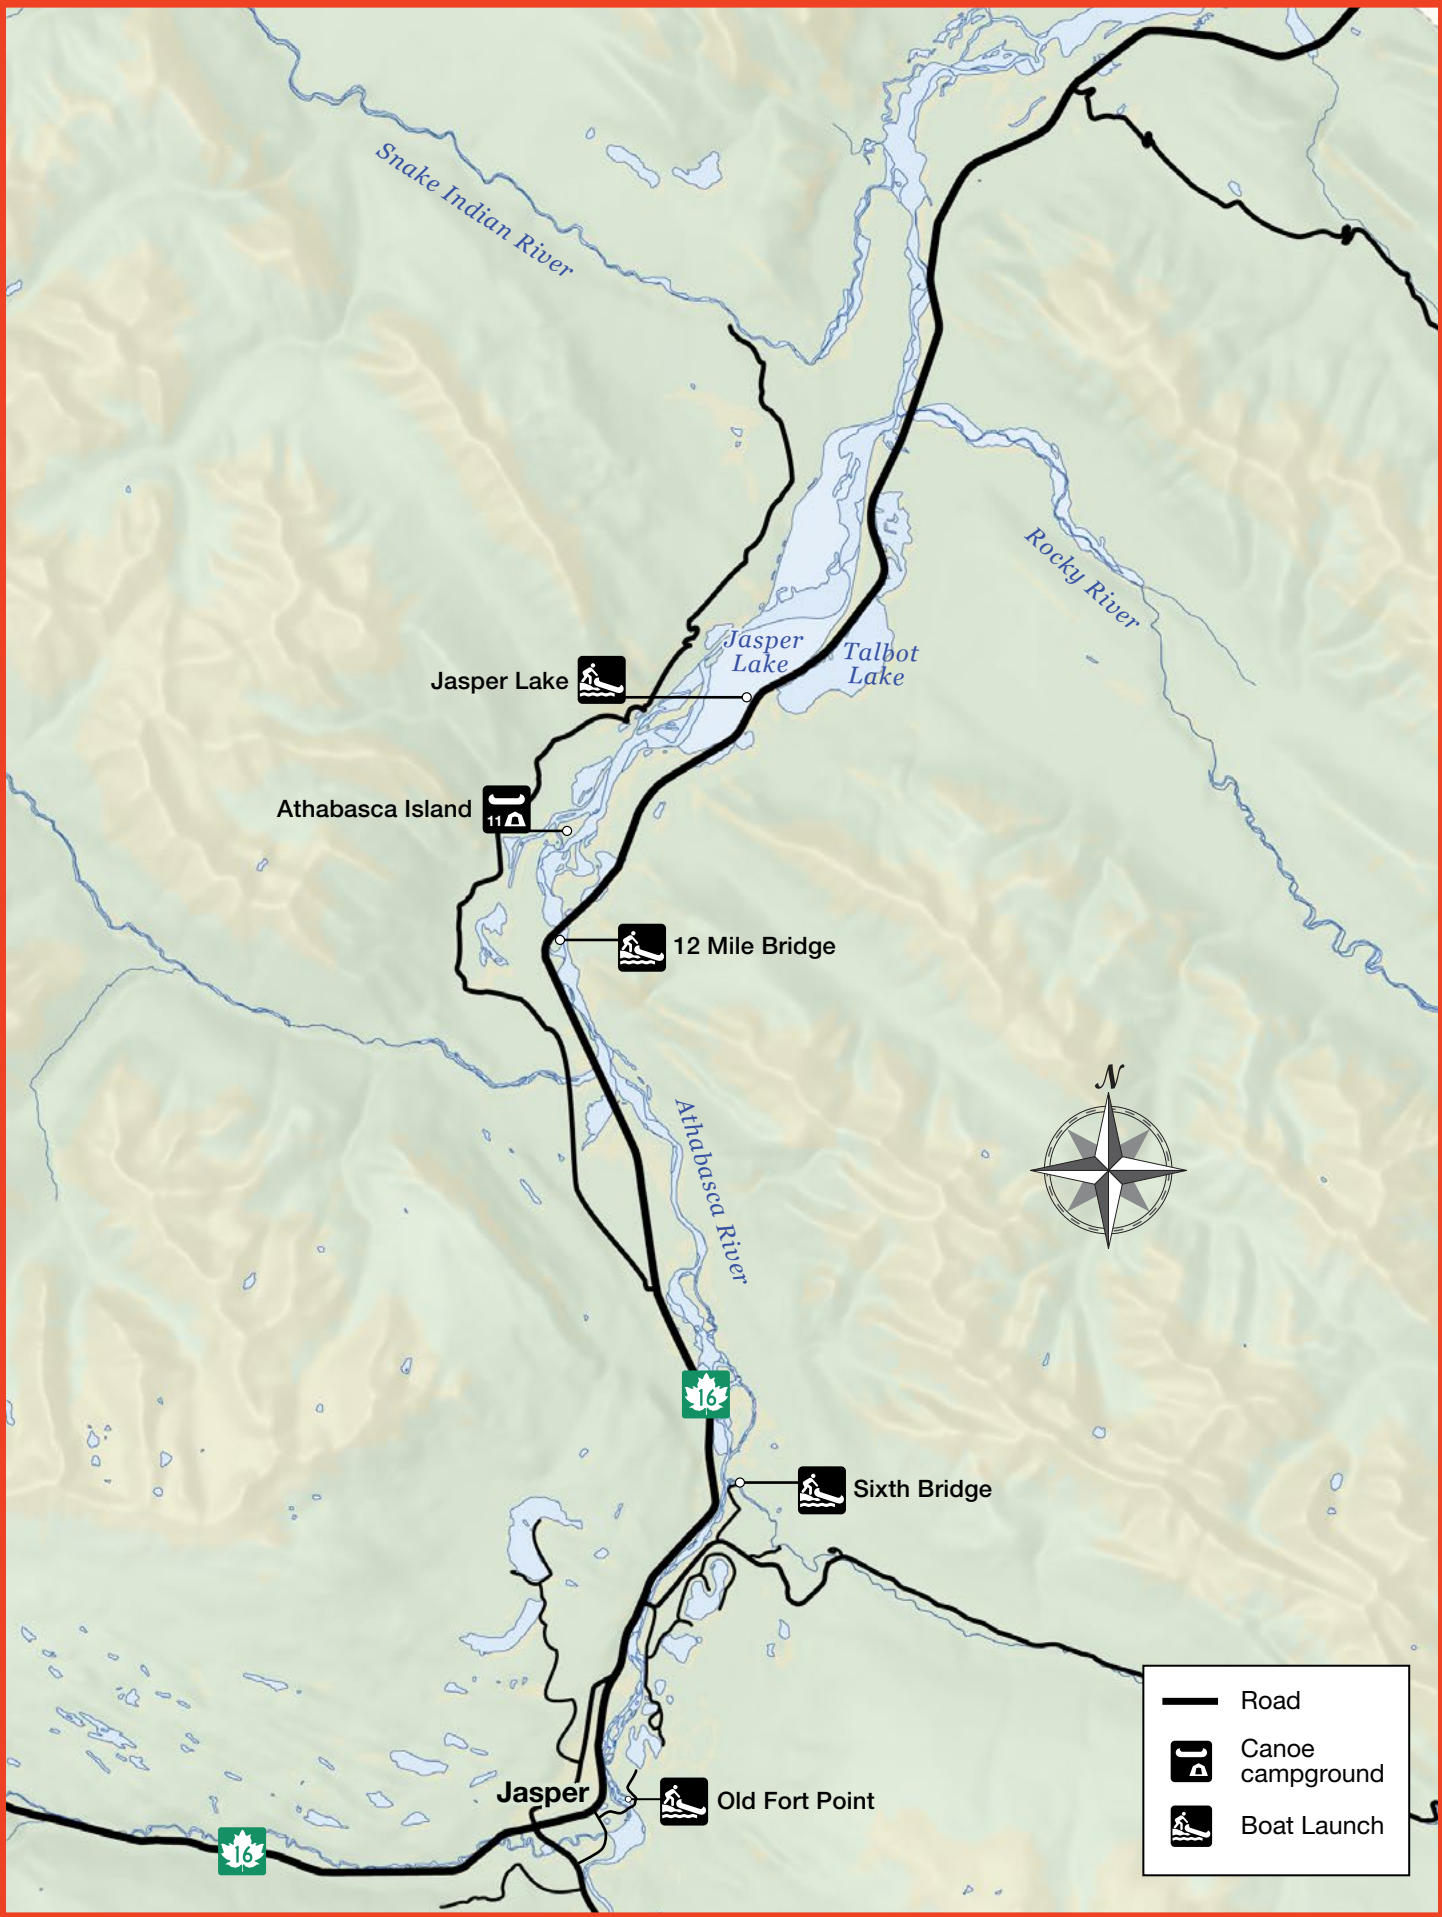 Snake Indian River
Rocky River
Jasper
Lake
Talbot
Lake
Jasper Lake
Athabasca Island
11
12 Mile Bridge
N
Athabasca River
16
Sixth Bridge
Jasper
Old Fort Point
16
Road
Canoe
campground
Boat Launch